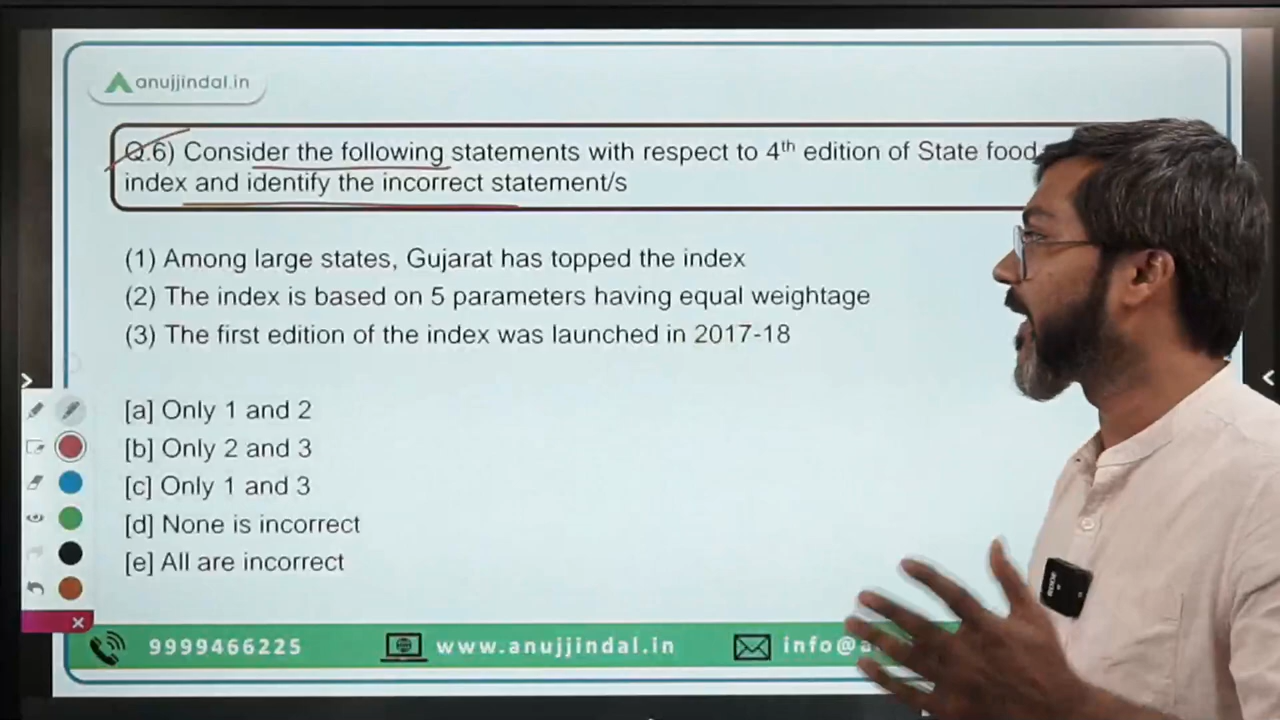 anujjindal.in
Q.6) Consider the following statements with respect to 4th edition of State food
index and identify the incorrect statement/s
(1) Among large states, Gujarat has topped the index
(2) The index is based on 5 parameters having equal weightage
(3) The first edition of the index was launched in 2017-18
[a] Only 1 and 2
[b] Only 2 and 3
[c] Only 1 and 3
[d] None is incorrect
[e] All are incorrect
9999466225 www.anujjindal.in info@a
RODE